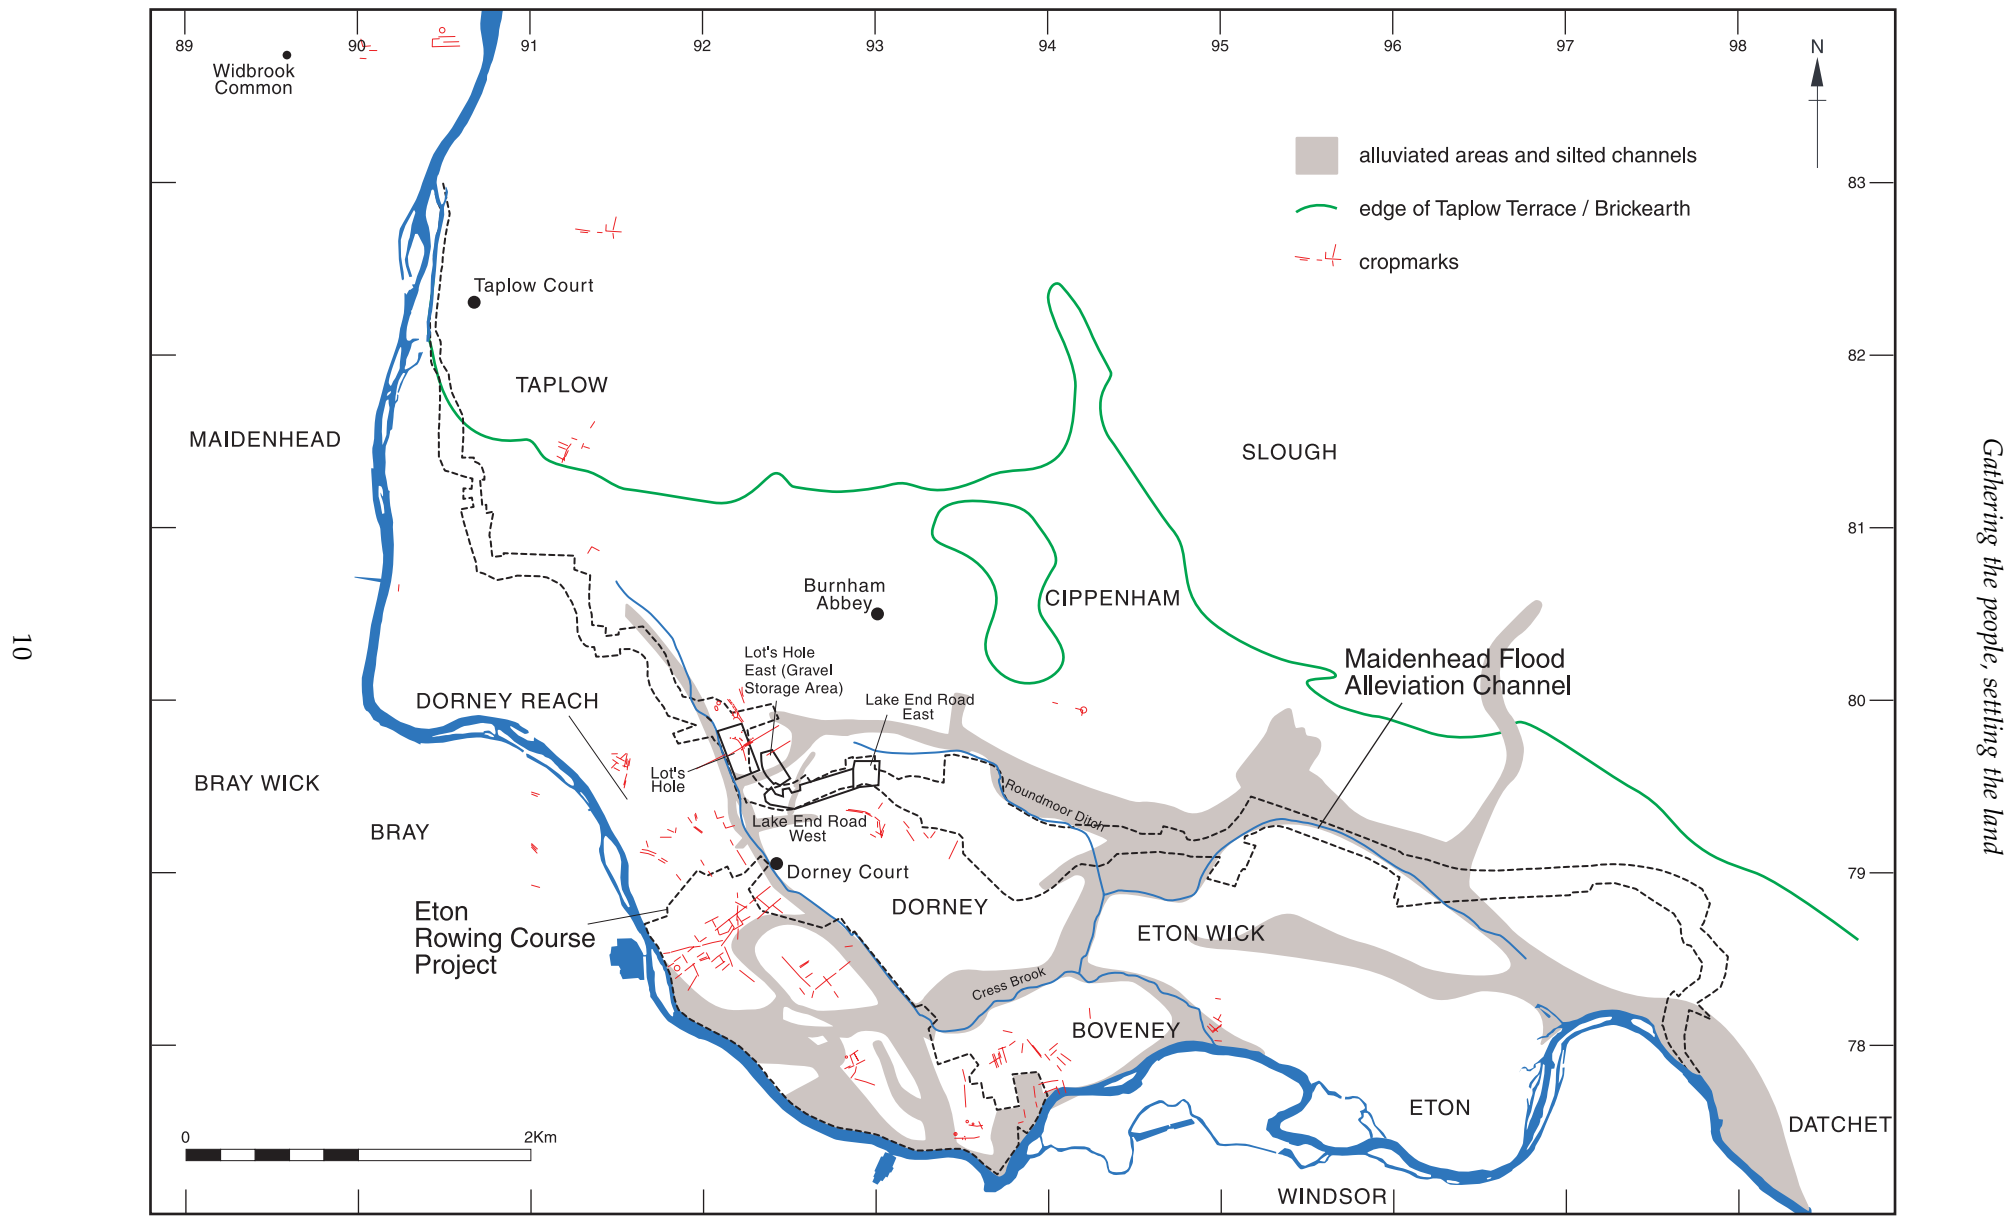 89
90
91
92
93
94
95
96
97
98
N
Widbrook
Common
alluviated areas and silted channels
edge of Taplow Terrace / Brickearth
cropmarks
83
82
81
80
79
78
Taplow Court
TAPLOW
MAIDENHEAD
SLOUGH
Burnham
Abbey
CIPPENHAM
Lot's Hole
East (Gravel
Storage Area)
Maidenhead Flood
Alleviation Channel
DORNEY REACH
Lake End Road
East
Lot's
Hole
BRAY WICK
Roundmoor Ditch
BRAY
Lake End Road
West
Dorney Court
Eton
Rowing Course
Project
DORNEY
ETON WICK
Cress Brook
BOVENEY
ETON
DATCHET
WINDSOR
0
2Km
10
Gathering the people, settling the land